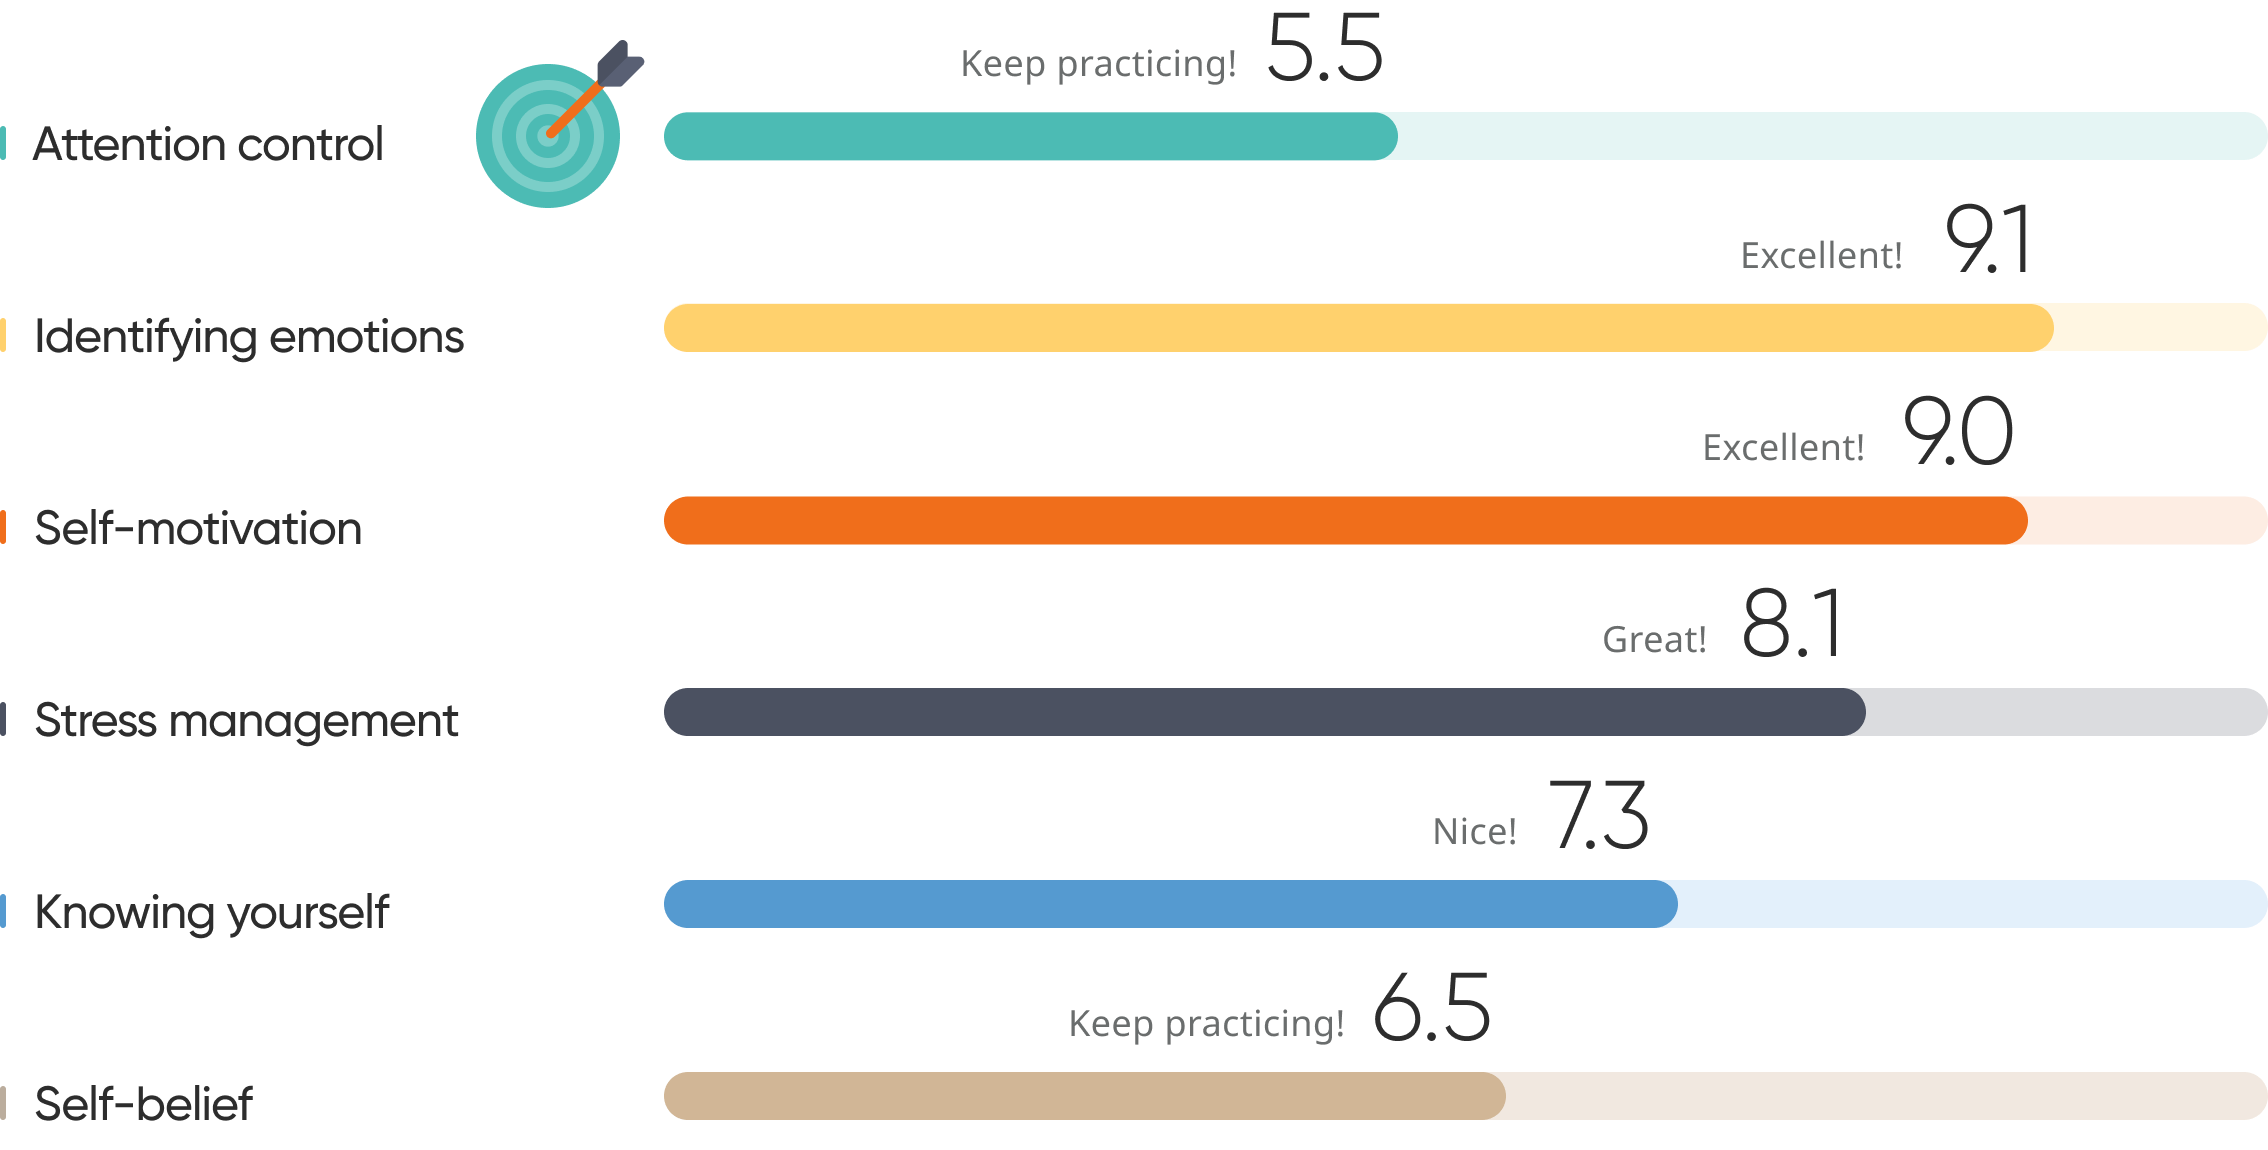 Keep practicing! 5.5
Attention control
Excellent! 9.1
Identifying emotions
Excellent! 9.0
Self-motivation
Great! 8.1
Stress management
Nice! 7.3
Knowing yourself
Keep practicing! 6.5
Self-belief